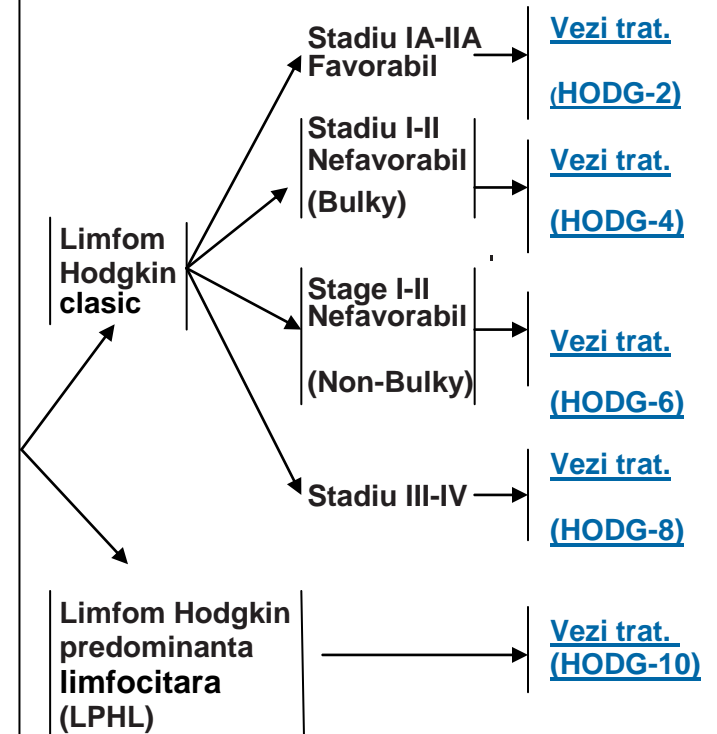 Stadiu IA-IIA
Favorabil
Vezi trat.
(HODG-2)
Stadiu I-II
Nefavorabil
(Bulky)
Vezi trat.
(HODG-4)
Limfom
Hodgkin
clasic
Stage I-II
Nefavorabil
(Non-Bulky)
Vezi trat.
(HODG-6)
Stadiu III-IV
Vezi trat.
(HODG-8)
Limfom Hodgkin
predominanta
limfocitara
(LPHL)
Vezi trat.
(HODG-10)